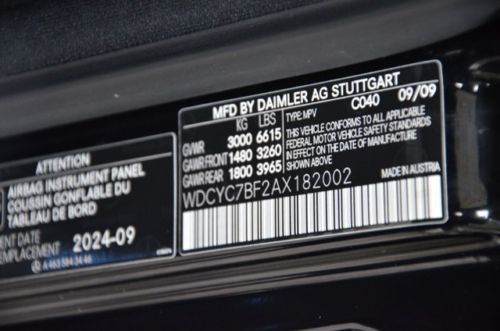 MFD BY DAIMLER AG STUTTGART
KG LBS
TYPE: MPV C040 09/09
GVWR 3000 6615
GAWR FRONT 1480 3260
GAWR REAR 1800 3965
THIS VEHICLE CONFORMS TO ALL APPLICABLE
FEDERAL MOTOR VEHICLE SAFETY STANDARDS
IN EFFECT ON THE DATE OF MANUFACTURE
SHOWN ABOVE
MADE IN AUSTRIA
WDCYC7BF2AX182002
ATTENTION
AIRBAG INSTRUMENT PANEL
COUSSIN GONFLABLE DU
TABLEAU DE BORD
REPLACEMENT DATE
EMPLACEMENT
2024-09